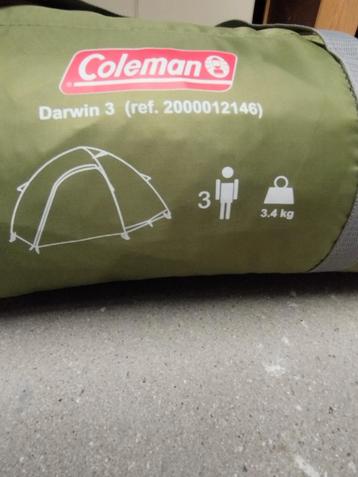 Coleman
Darwin 3 (ref. 2000012146)
3
3.4 kg